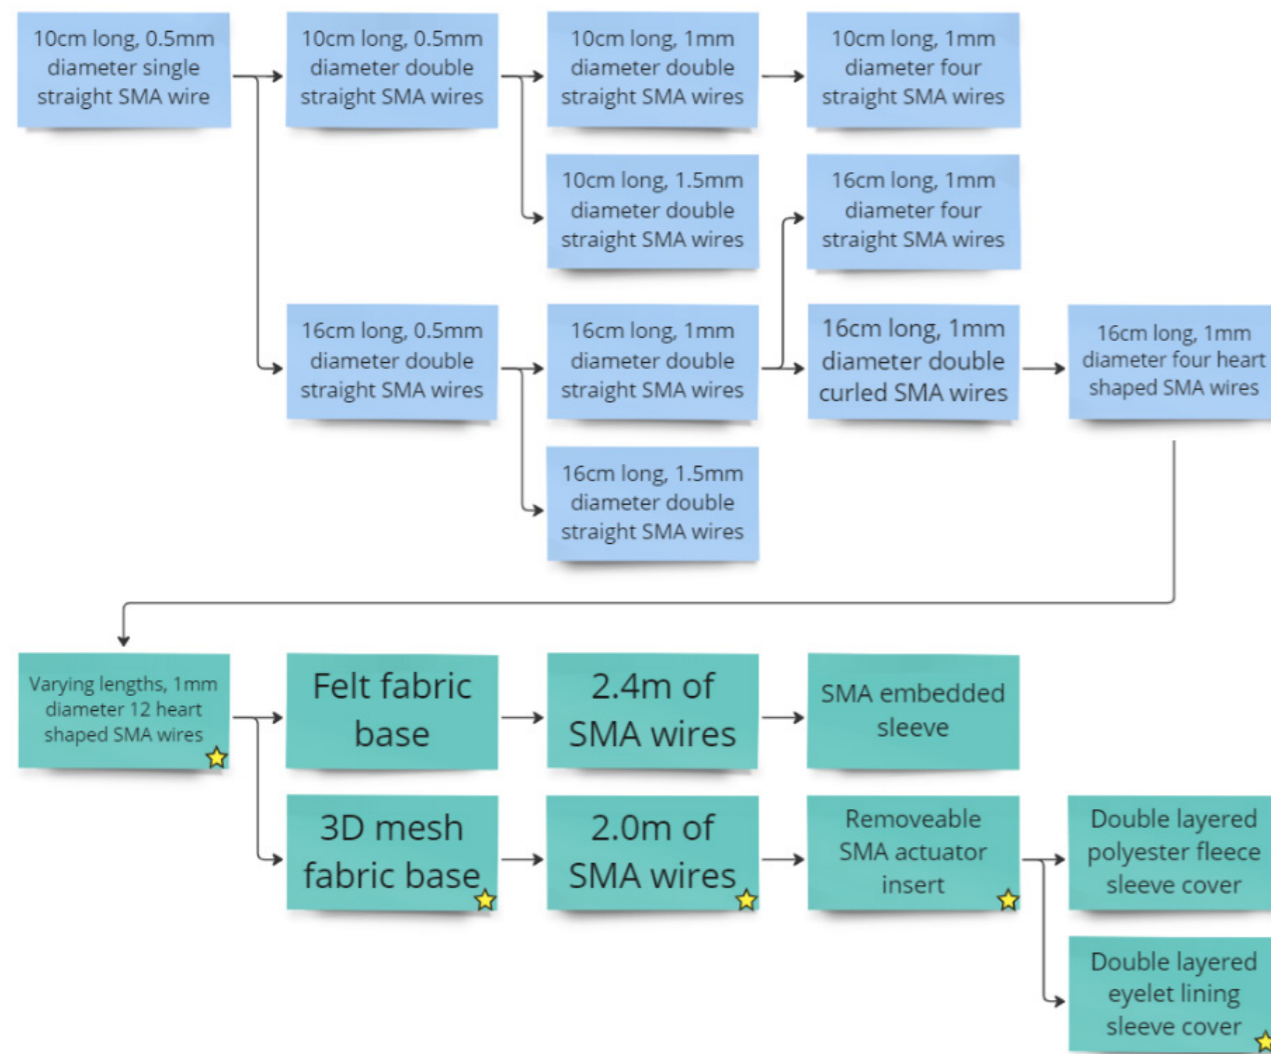 10cm long, 0.5mm
diameter single
straight SMA wire
10cm long, 0.5mm
diameter double
straight SMA wires
10cm long, 1mm
diameter double
straight SMA wires
10cm long, 1mm
diameter four
straight SMA wires
10cm long, 1.5mm
diameter double
straight SMA wires
16cm long, 1mm
diameter four
straight SMA wires
16cm long, 0.5mm
diameter double
straight SMA wires
16cm long, 1mm
diameter double
straight SMA wires
16cm long, 1mm
diameter double
curled SMA wires
16cm long, 1mm
diameter four heart
shaped SMA wires
16cm long, 1.5mm
diameter double
straight SMA wires
Varying lengths, 1mm
diameter 12 heart
shaped SMA wires
Felt fabric
base
2.4m of
SMA wires
SMA embedded
sleeve
3D mesh
fabric base
2.0m of
SMA wires
Removeable
SMA actuator
insert
Double layered
polyester fleece
sleeve cover
Double layered
eyelet lining
sleeve cover